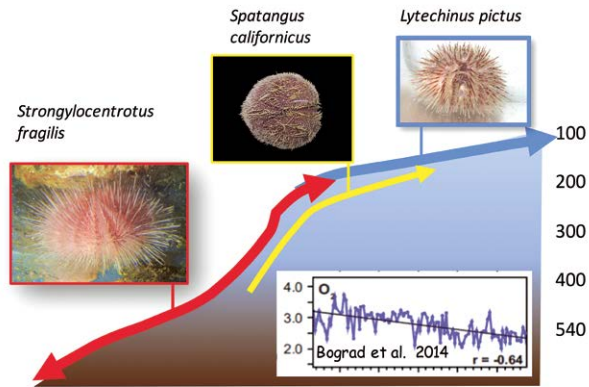 Spatangus
californicus
Lytechinus pictus
Strongylocentrotus
fragilis
100
200
300
400
540
O2
4.0
3.0
2.0
Bograd et al. 2014
r = -0.64